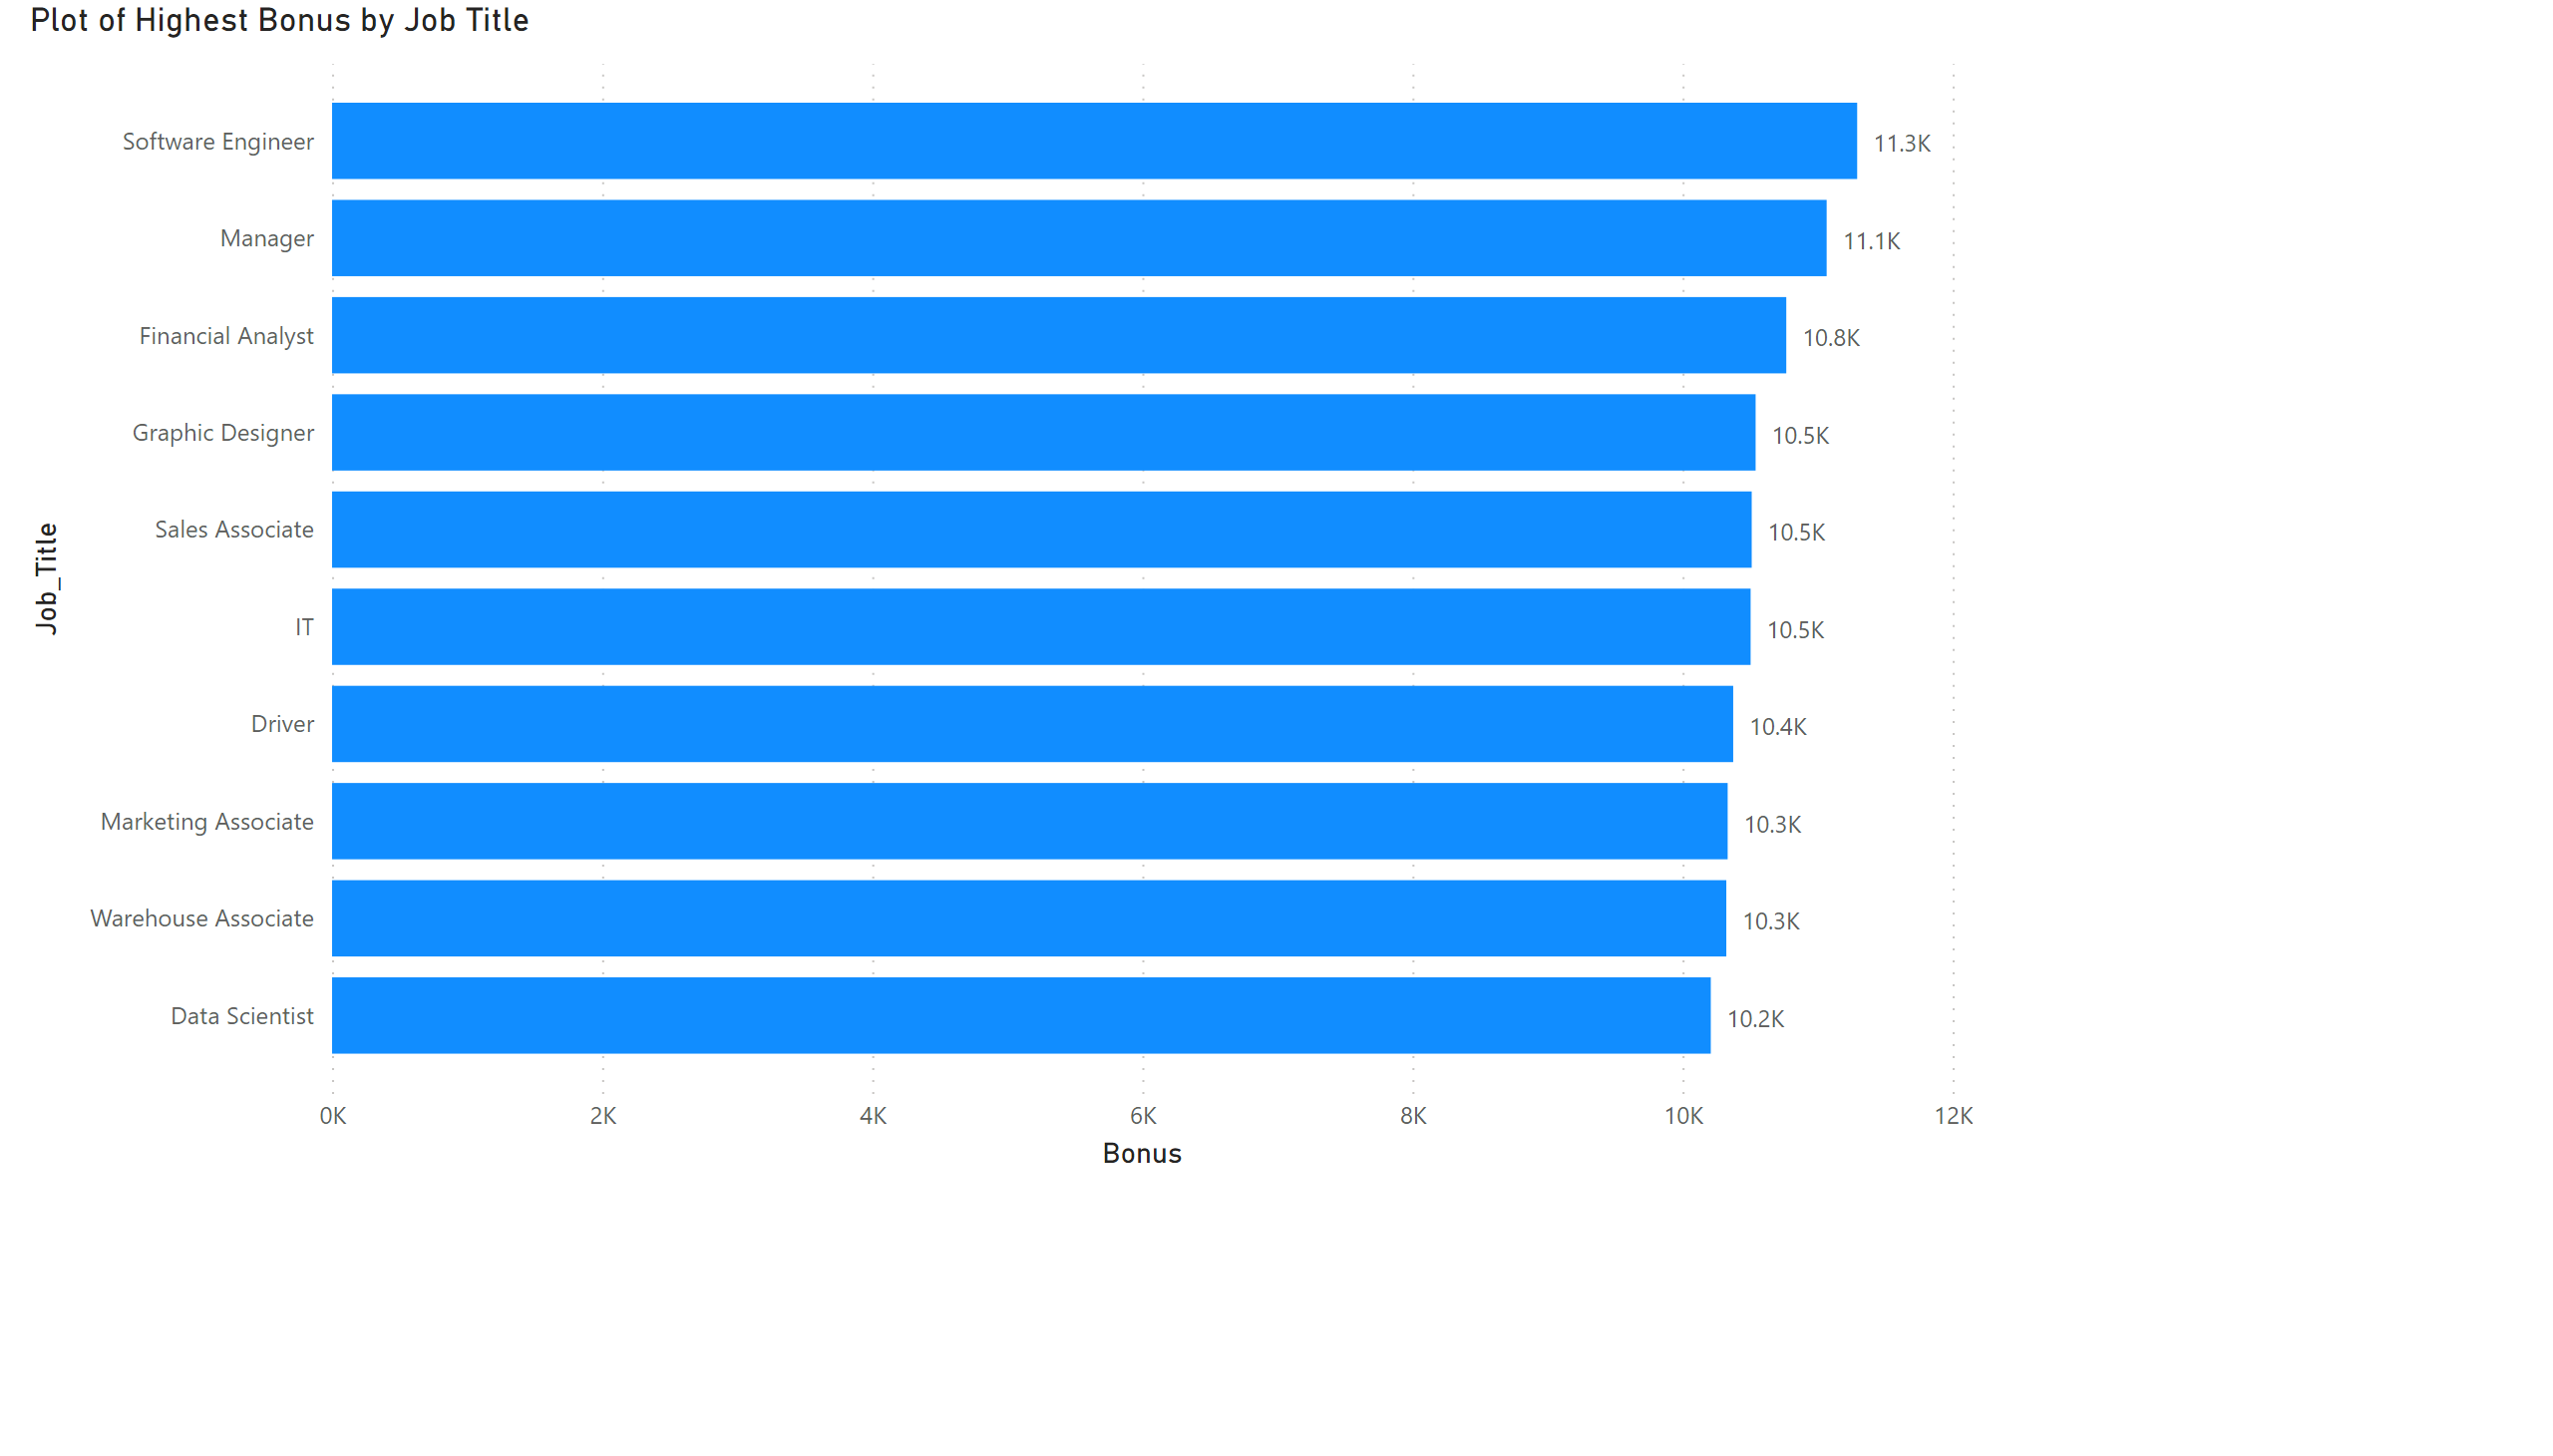 Plot of Highest Bonus by Job Title
Job_Title
Software Engineer 11.3K
Manager 11.1K
Financial Analyst 10.8K
Graphic Designer 10.5K
Sales Associate 10.5K
IT 10.5K
Driver 10.4K
Marketing Associate 10.3K
Warehouse Associate 10.3K
Data Scientist 10.2K
0K 2K 4K 6K 8K 10K 12K
Bonus